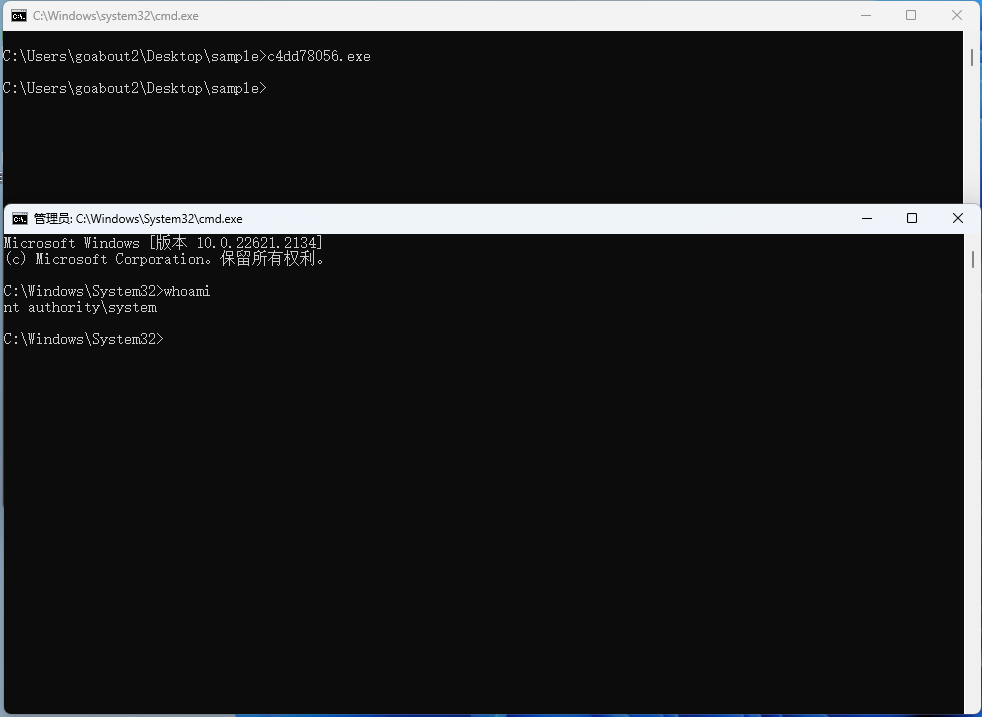 C:\Windows\system32\cmd.exe
C:\Users\goabout2\Desktop\sample>c4dd78056.exe
C:\Users\goabout2\Desktop\sample>
管理员: C:\Windows\System32\cmd.exe
Microsoft Windows [版本 10.0.22621.2134]
(c) Microsoft Corporation。保留所有权利。
C:\Windows\System32>whoami
nt authority\system
C:\Windows\System32>